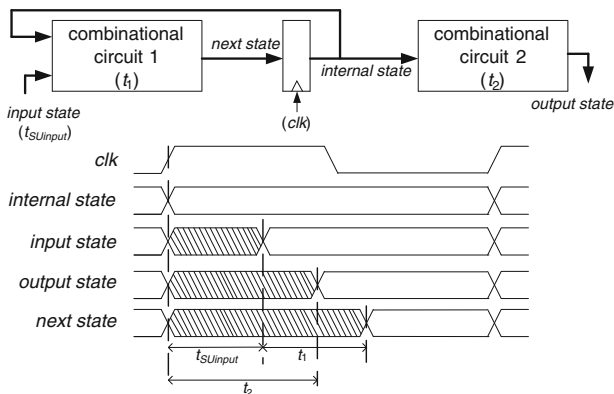 combinational
circuit 1
(t1)
next state
internal state
combinational
circuit 2
(t2)
input state
(tSUinput)
(clk)
output state
clk
internal state
input state
output state
next state
tSUinput
t1
t2